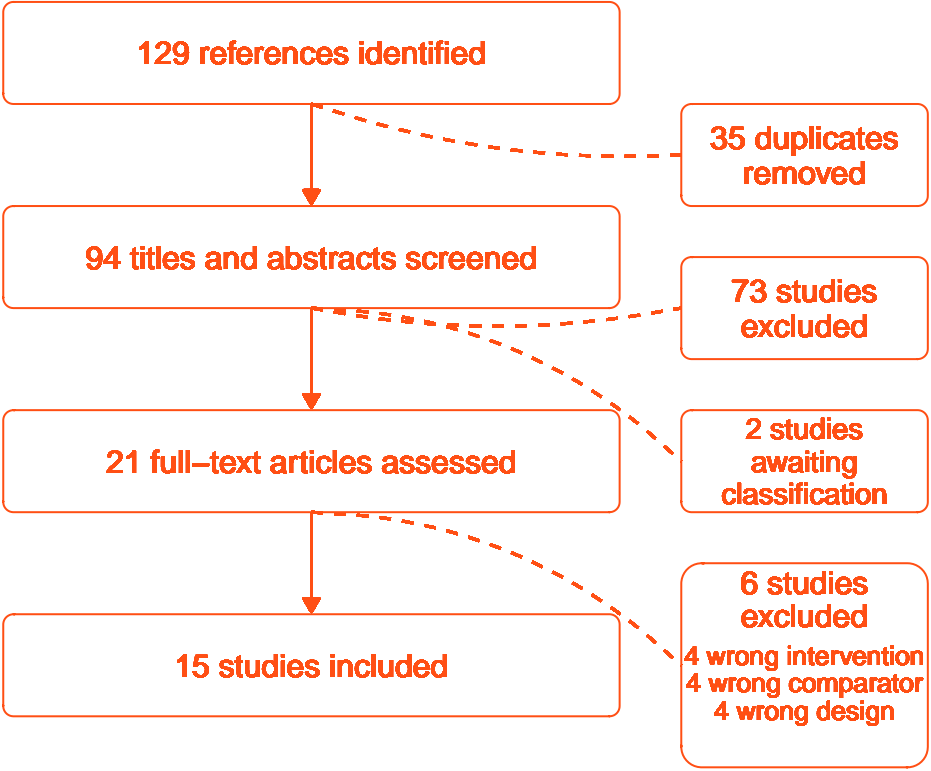 129 references identified
35 duplicates
removed
94 titles and abstracts screened
73 studies
excluded
2 studies
awaiting
classification
21 full–text articles assessed
6 studies
excluded
4 wrong intervention
4 wrong comparator
4 wrong design
15 studies included